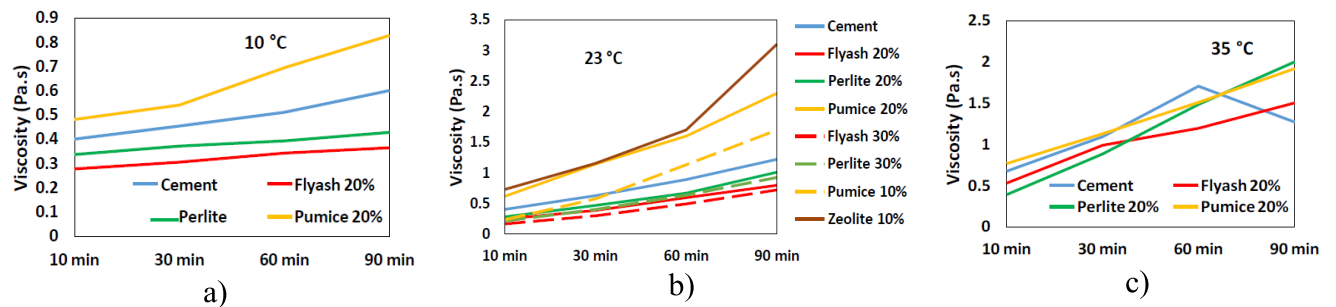 0.9
0.8
0.7
0.6
0.5
0.4
0.3
0.2
0.1
0
Viscosity (Pa.s)
10 °C
Cement
Flyash 20%
Perlite
Pumice 20%
10 min 30 min 60 min 90 min
a)
3.5
3
2.5
2
1.5
1
0.5
0
Viscosity (Pa.s)
23 °C
10 min 30 min 60 min 90 min
Cement
Flyash 20%
Perlite 20%
Pumice 20%
Flyash 30%
Perlite 30%
Pumice 10%
Zeolite 10%
b)
2.5
2
1.5
1
0.5
0
Viscosity (Pa.s)
35 °C
Cement
Flyash 20%
Perlite 20%
Pumice 20%
10 min 30 min 60 min 90 min
c)